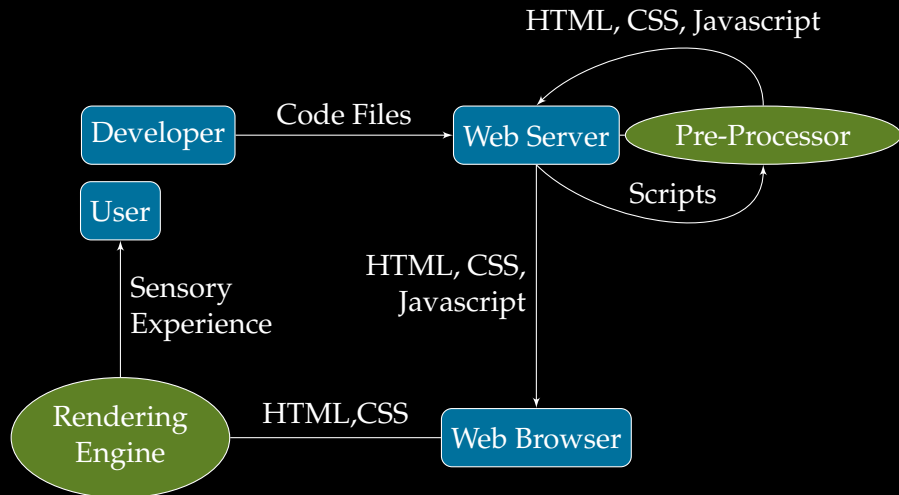 HTML, CSS, Javascript
Developer
Code Files
Web Server
Pre-Processor
User
Scripts
HTML, CSS,
Javascript
Sensory
Experience
Rendering
Engine
HTML,CSS
Web Browser